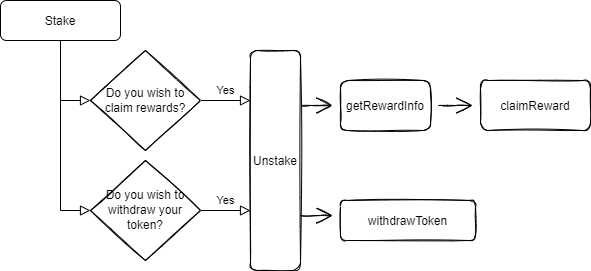 Stake
Do you wish to
claim rewards?
Yes
Unstake
getRewardInfo
claimReward
Do you wish to
withdraw your
token?
Yes
withdrawToken